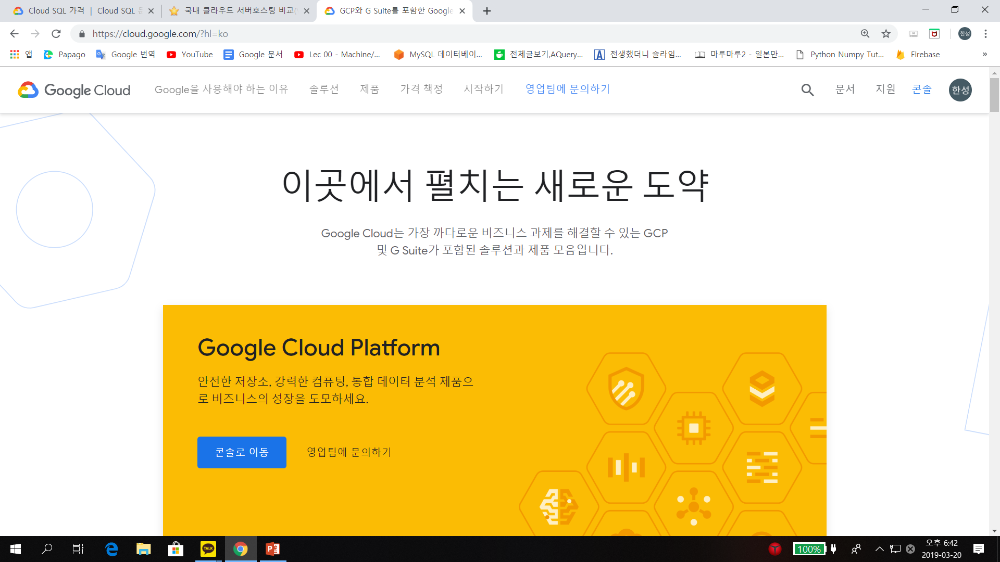 Cloud SQL 가격 | Cloud SQL
국내 클라우드 서버호스팅 비교(
GCP와 G Suite를 포함한 Google
https://cloud.google.com/?hl=ko
한성
앱
Papago
Google 번역
YouTube
Google 문서
Lec 00 - Machine/...
MySQL 데이터베이...
전체글보기,AQuery...
전생했더니 슬라임...
마루마루2 - 일본만...
Python Numpy Tut...
Firebase
»
Google Cloud
Google을 사용해야 하는 이유
솔루션
제품
가격 책정
시작하기
영업팀에 문의하기
문서
지원
콘솔
한성
이곳에서 펼치는 새로운 도약
Google Cloud는 가장 까다로운 비즈니스 과제를 해결할 수 있는 GCP
및 G Suite가 포함된 솔루션과 제품 모음입니다.
Google Cloud Platform
안전한 저장소, 강력한 컴퓨팅, 통합 데이터 분석 제품으
로 비즈니스의 성장을 도모하세요.
콘솔로 이동
영업팀에 문의하기
TALK
100%
오후 6:42
2019-03-20